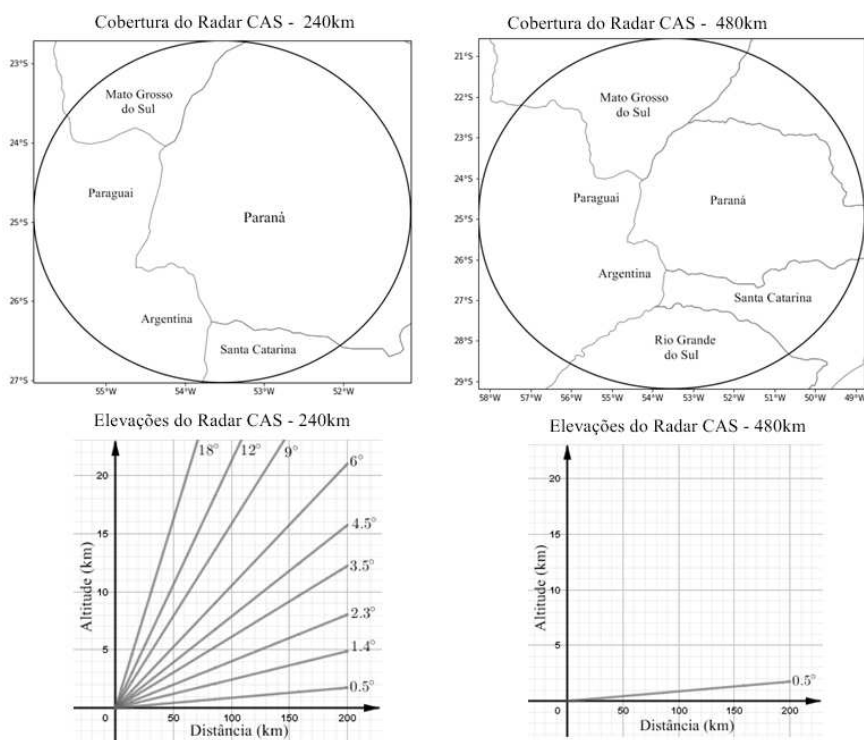 Cobertura do Radar CAS - 240km
23°S
24°S
25°S
26°S
27°S
55°W
54°W
53°W
52°W
Mato Grosso
do Sul
Paraguai
Paraná
Argentina
Santa Catarina
Cobertura do Radar CAS - 480km
21°S
22°S
23°S
24°S
25°S
26°S
27°S
28°S
29°S
58°W
57°W
56°W
55°W
54°W
53°W
52°W
51°W
50°W
49°W
Mato Grosso
do Sul
Paraguai
Paraná
Argentina
Santa Catarina
Rio Grande
do Sul
Elevações do Radar CAS - 240km
18°
12°
9°
6°
4.5°
3.5°
2.3°
1.4°
0.5°
20
15
10
5
0
50
100
150
200
Altitude (km)
Distância (km)
Elevações do Radar CAS - 480km
0.5°
20
15
10
5
0
50
100
150
200
Altitude (km)
Distância (km)